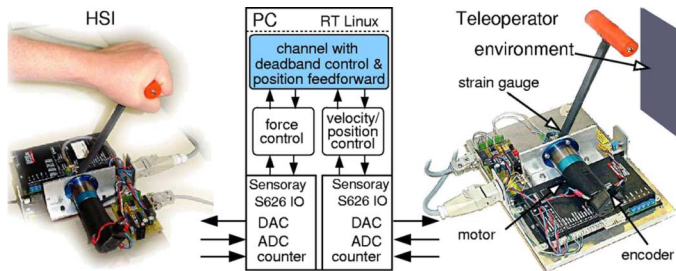 HSI
PC
RT Linux
channel with
deadband control &
position feedforward
force
control
velocity/
position
control
Sensoray
S626 IO
DAC
ADC
counter
Sensoray
S626 IO
DAC
ADC
counter
Teleoperator
environment
strain gauge
motor
encoder